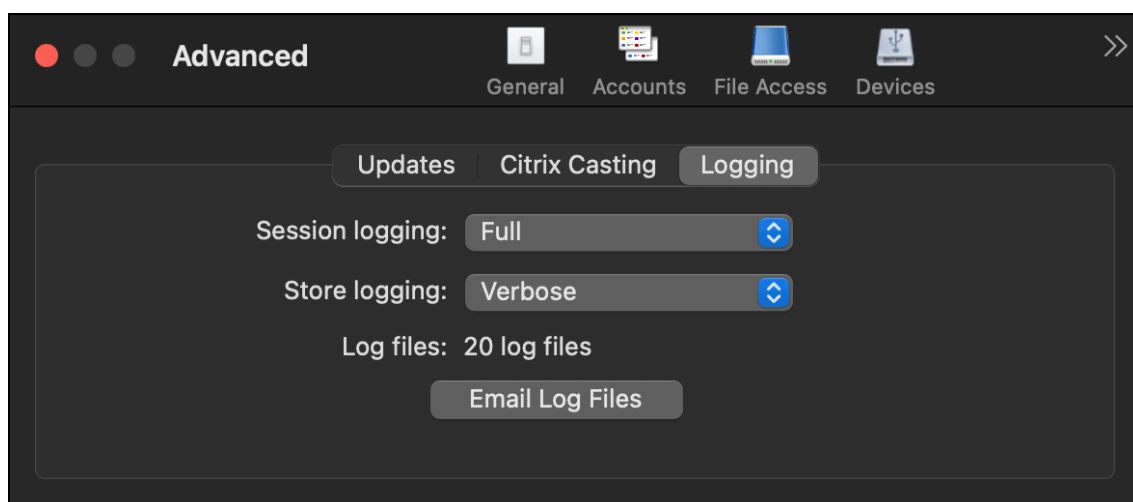 Advanced
General Accounts File Access Devices
Updates Citrix Casting Logging
Session logging: Full
Store logging: Verbose
Log files: 20 log files
Email Log Files